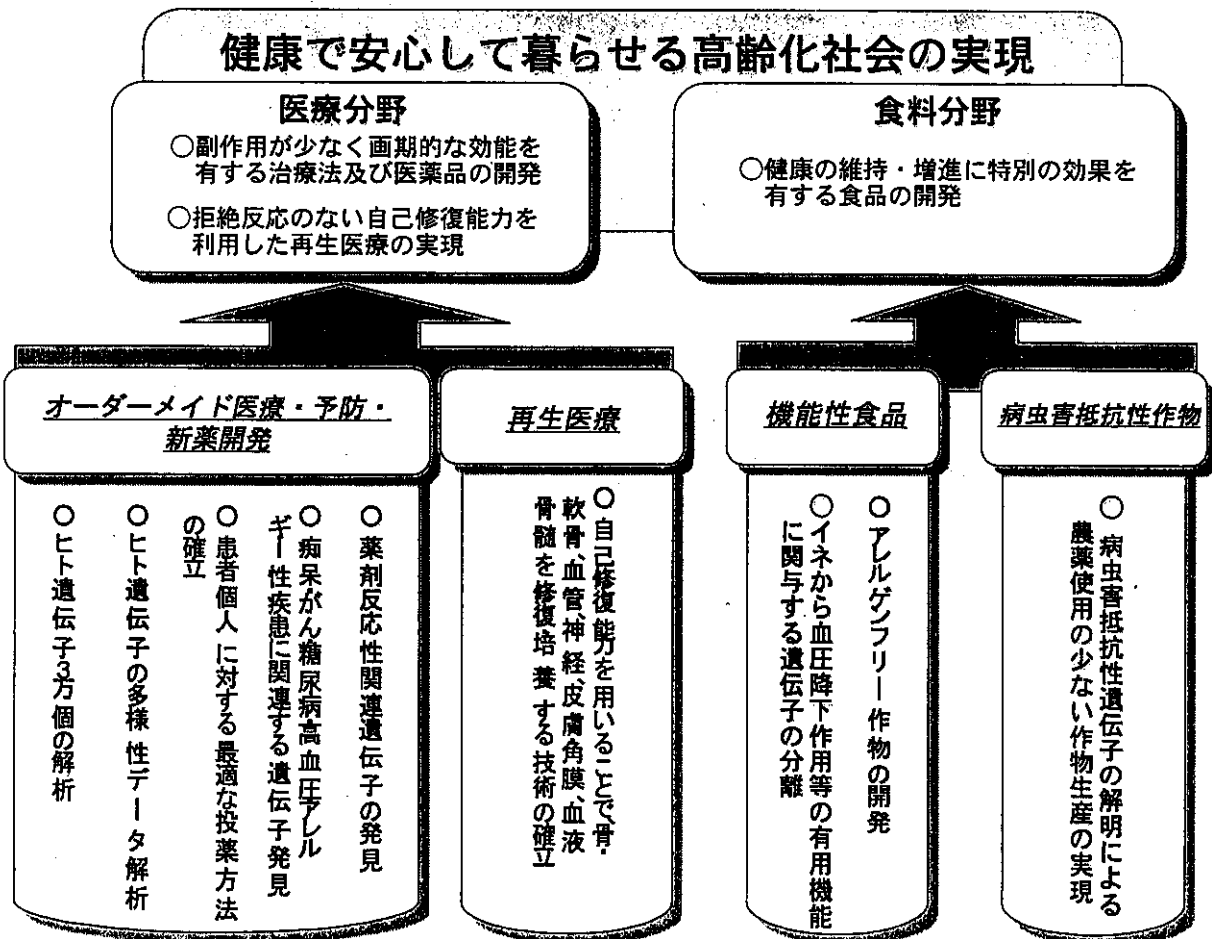 健康で安心して暮らせる高齢化社会の実現
医療分野
○副作用が少なく画期的な効能を
有する治療法及び医薬品の開発
○拒絶反応のない自己修復能力を
利用した再生医療の実現
食料分野
○健康の維持・増進に特別の効果を
有する食品の開発
オーダーメイド医療・予防・
新薬開発
○薬剤反応性関連遺伝子の発見
○痴呆がん糖尿病高血圧アレル
ギー性疾患に関連する遺伝子発見
○患者個人に対する最適な投薬方法
の確立
○ヒト遺伝子の多様性データ解析
○ヒト遺伝子3万個の解析
再生医療
○自己修復能力を用いることで、骨・
軟骨、血管、神経、皮膚角膜、血液
骨髄を修復培養する技術の確立
機能性食品
○アレルゲンフリー作物の開発
○イネから血圧降下作用等の有用機能
に関与する遺伝子の分離
病虫害抵抗性作物
○病虫害抵抗性遺伝子の解明による
農薬使用の少ない作物生産の実現